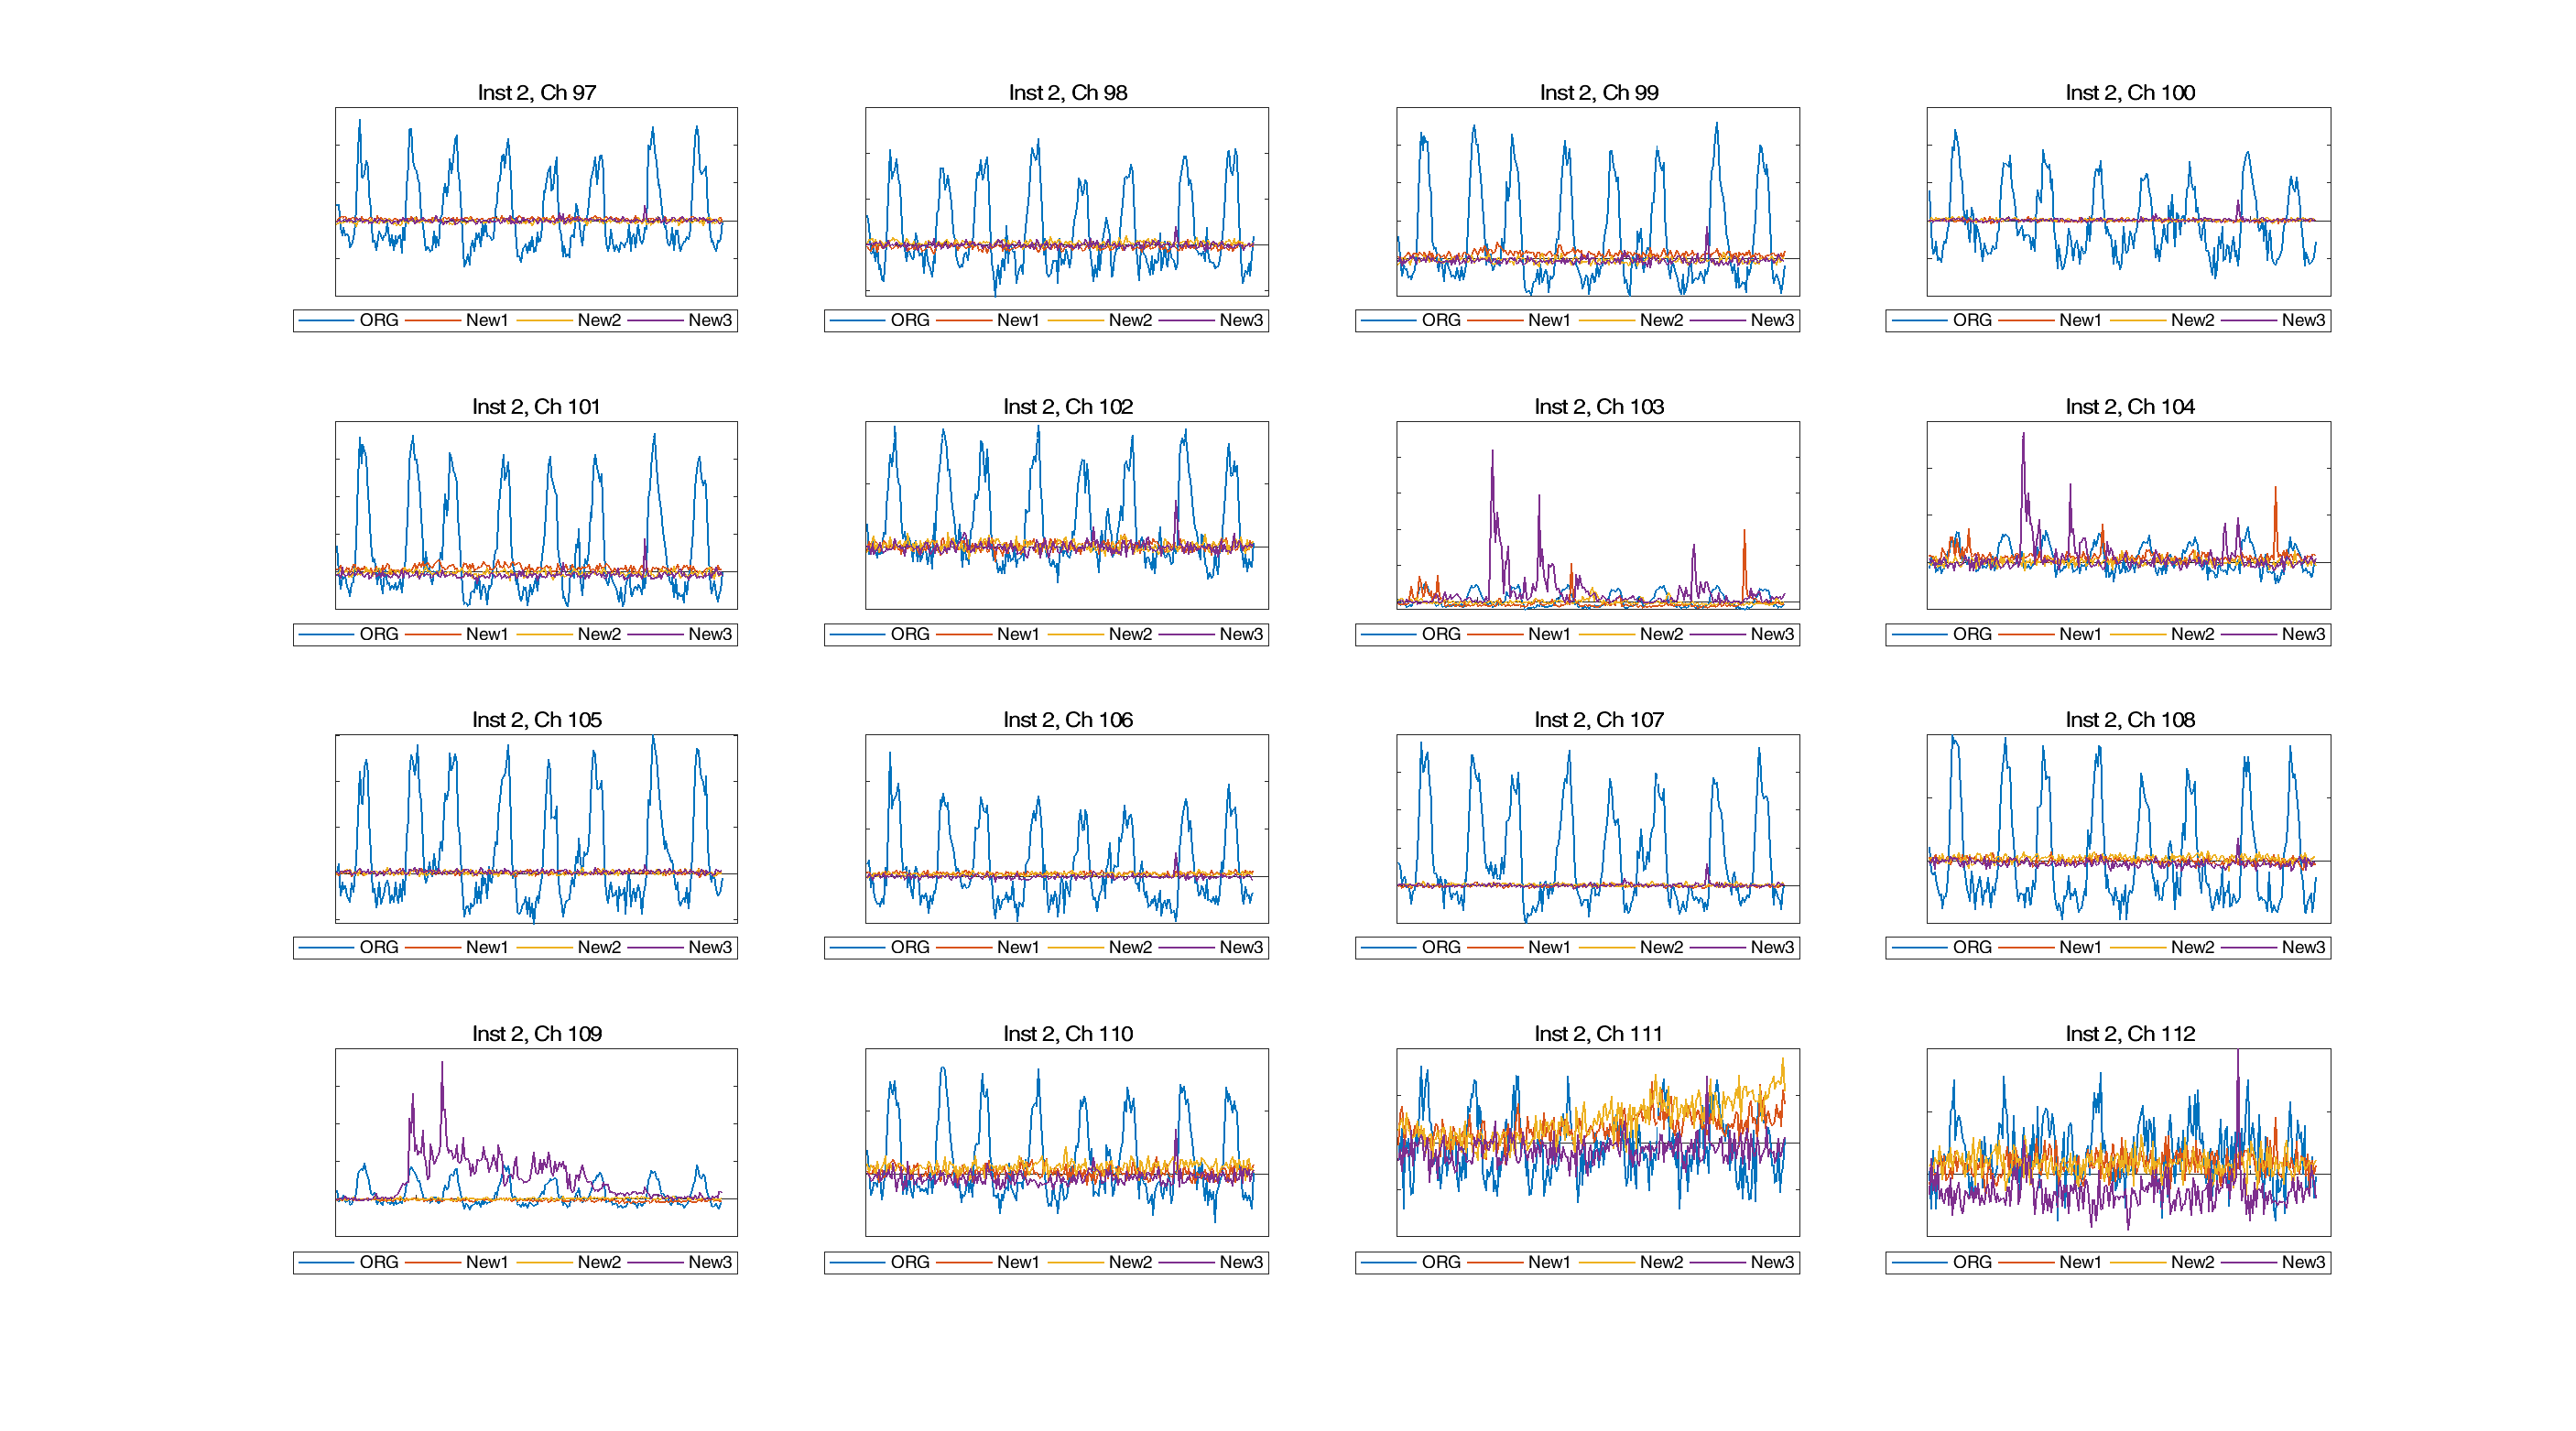 Inst 2, Ch 97
Inst 2, Ch 98
Inst 2, Ch 99
Inst 2, Ch 100
ORG New1 New2 New3
ORG New1 New2 New3
ORG New1 New2 New3
ORG New1 New2 New3
Inst 2, Ch 101
Inst 2, Ch 102
Inst 2, Ch 103
Inst 2, Ch 104
ORG New1 New2 New3
ORG New1 New2 New3
ORG New1 New2 New3
ORG New1 New2 New3
Inst 2, Ch 105
Inst 2, Ch 106
Inst 2, Ch 107
Inst 2, Ch 108
ORG New1 New2 New3
ORG New1 New2 New3
ORG New1 New2 New3
ORG New1 New2 New3
Inst 2, Ch 109
Inst 2, Ch 110
Inst 2, Ch 111
Inst 2, Ch 112
ORG New1 New2 New3
ORG New1 New2 New3
ORG New1 New2 New3
ORG New1 New2 New3